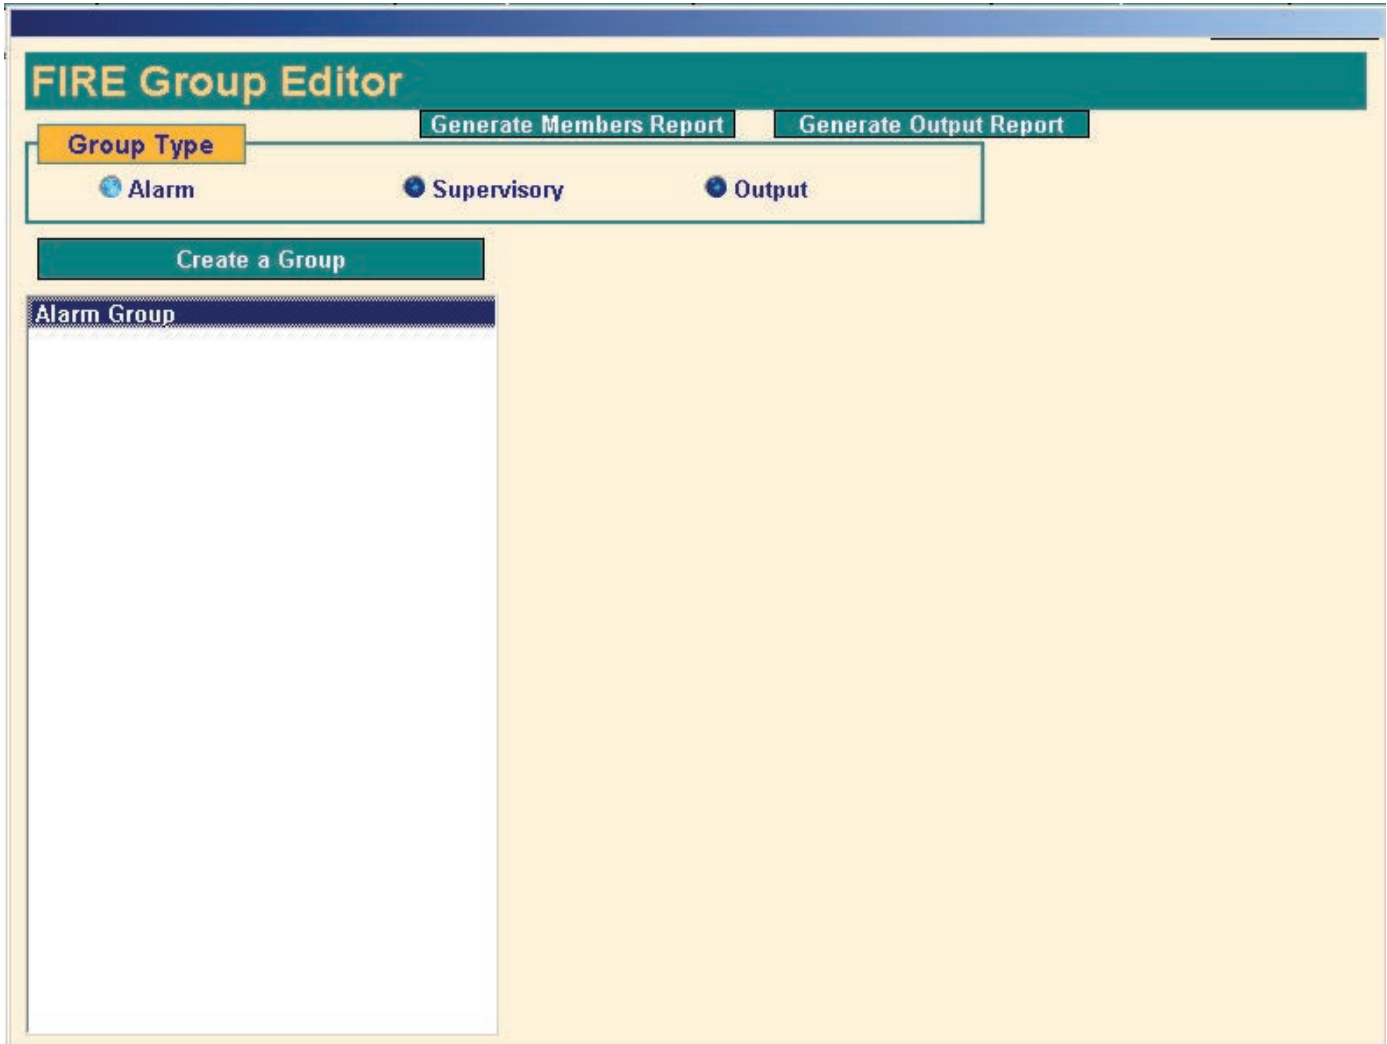 FIRE Group Editor
Generate Members Report Generate Output Report
Group Type
Alarm Supervisory Output
Create a Group
Alarm Group